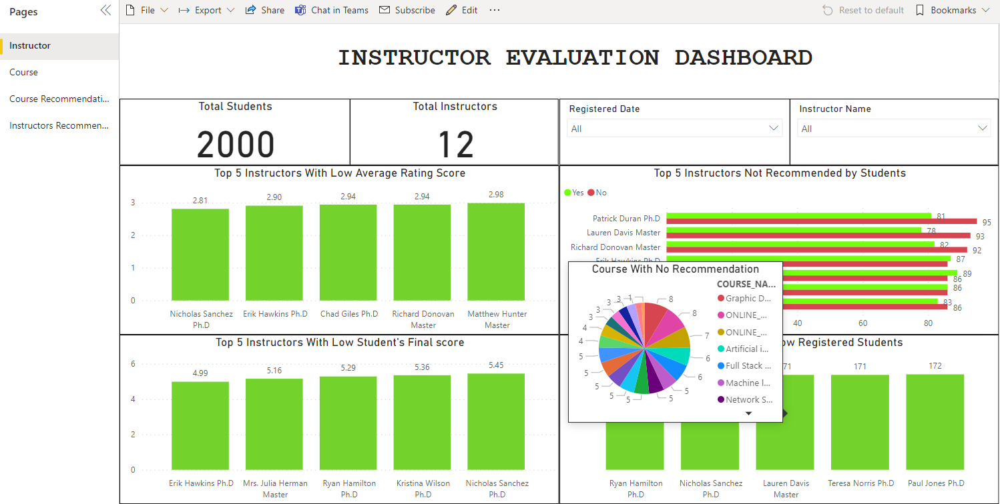 Pages
File
Export
Share
Chat in Teams
Subscribe
Edit
Reset to default
Bookmarks
Instructor
Course
Course Recommendati...
Instructors Recommen...
INSTRUCTOR EVALUATION DASHBOARD
Total Students
2000
Total Instructors
12
Registered Date
All
Instructor Name
All
Top 5 Instructors With Low Average Rating Score
3
2
1
0
2.81
2.90
2.94
2.94
2.98
Nicholas Sanchez
Ph.D
Erik Hawkins Ph.D
Chad Giles Ph.D
Richard Donovan
Master
Matthew Hunter
Master
Top 5 Instructors Not Recommended by Students
Yes
No
Patrick Duran Ph.D
81
95
Lauren Davis Master
78
93
Richard Donovan Master
82
92
Erik Hawkins Ph.D
87
89
86
86
83
86
40
60
80
Course With No Recommendation
COURSE_NA...
Graphic D...
ONLINE_...
ONLINE_...
Artificial i...
Full Stack ...
Machine l...
Network S...
8
8
7
6
6
5
5
5
5
5
5
5
4
4
3
3
3
3
1
Top 5 Instructors With Low Student's Final score
6
4
2
0
4.99
5.16
5.29
5.36
5.45
Erik Hawkins Ph.D
Mrs. Julia Herman
Master
Ryan Hamilton
Ph.D
Kristina Wilson
Ph.D
Nicholas Sanchez
Ph.D
ow Registered Students
71
171
172
Ryan Hamilton
Ph.D
Nicholas Sanchez
Ph.D
Lauren Davis
Master
Teresa Norris Ph.D
Paul Jones Ph.D